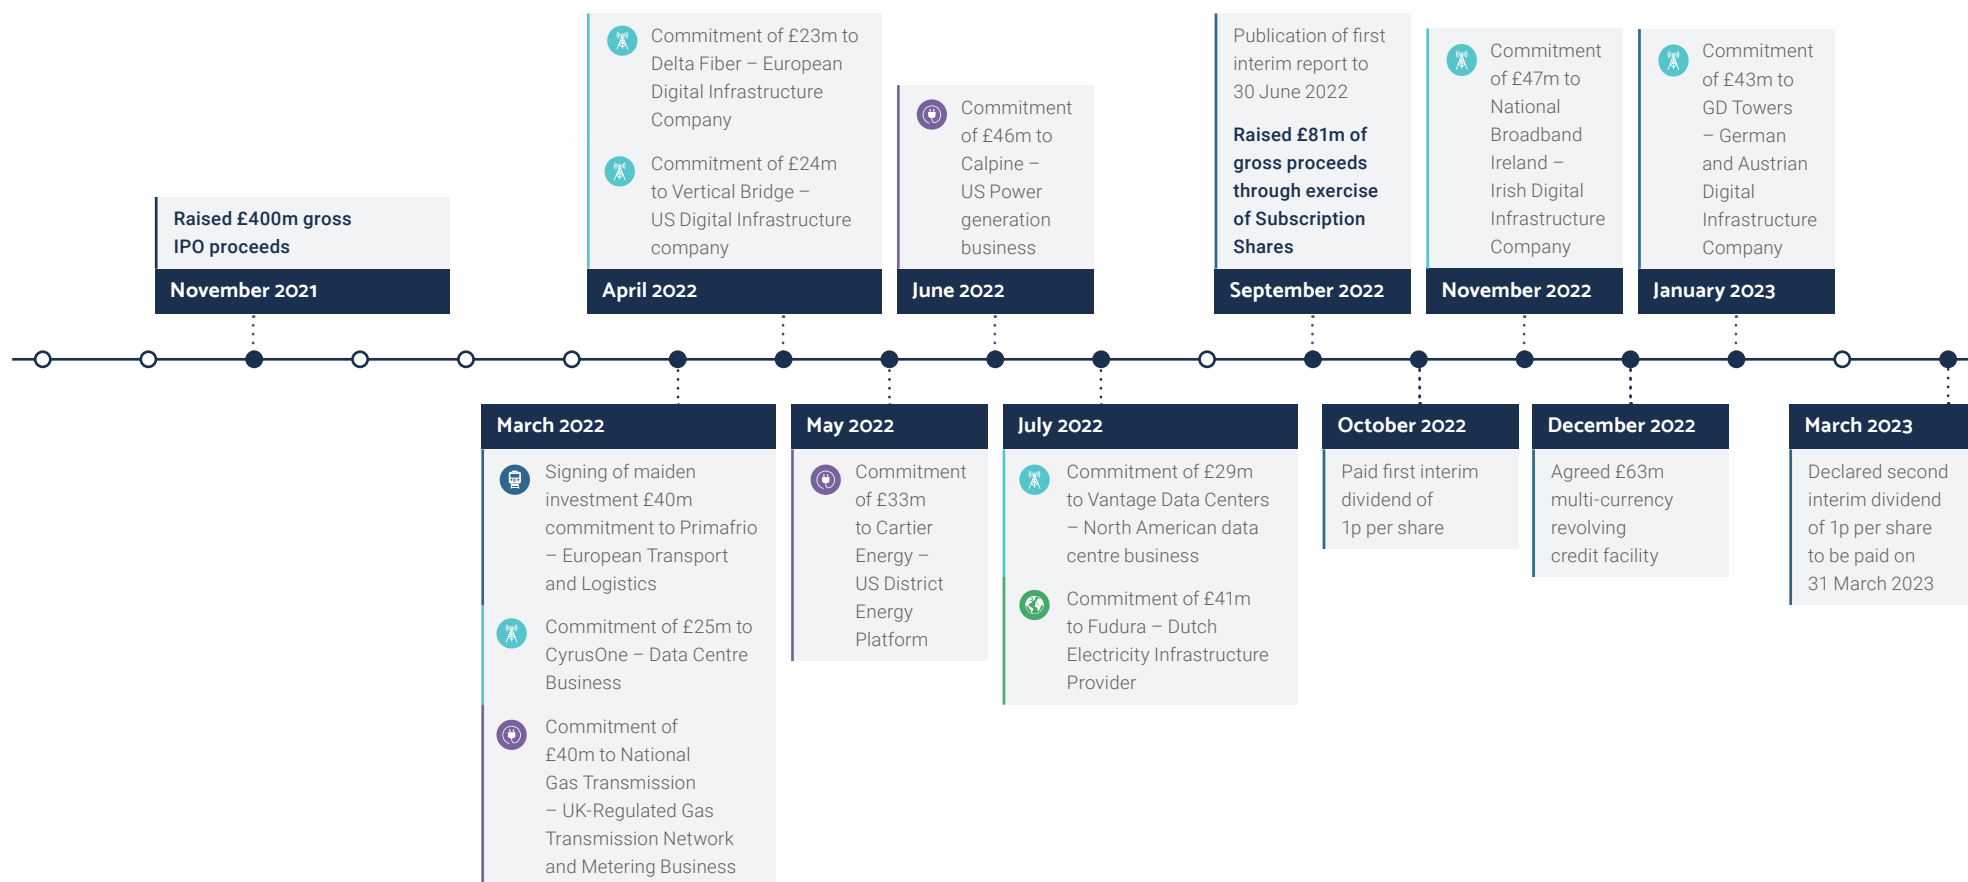 Raised £400m gross
IPO proceeds
November 2021
Signing of maiden
investment £40m
commitment to Primafrio
– European Transport
and Logistics
Commitment of £25m to
CyrusOne – Data Centre
Business
Commitment of
£40m to National
Gas Transmission
– UK-Regulated Gas
Transmission Network
and Metering Business
March 2022
Commitment of £23m to
Delta Fiber – European
Digital Infrastructure
Company
Commitment of £24m
to Vertical Bridge –
US Digital Infrastructure
company
April 2022
May 2022
Commitment
of £33m
to Cartier
Energy –
US District
Energy
Platform
Commitment
of £46m to
Calpine –
US Power
generation
business
June 2022
July 2022
Commitment of £29m
to Vantage Data Centers
– North American data
centre business
Commitment of £41m
to Fudura – Dutch
Electricity Infrastructure
Provider
Publication of first
interim report to
30 June 2022
Raised £81m of
gross proceeds
through exercise
of Subscription
Shares
September 2022
October 2022
Paid first interim
dividend of
1p per share
Commitment
of £47m to
National
Broadband
Ireland –
Irish Digital
Infrastructure
Company
November 2022
December 2022
Agreed £63m
multi-currency
revolving
credit facility
Commitment
of £43m to
GD Towers
– German
and Austrian
Digital
Infrastructure
Company
January 2023
March 2023
Declared second
interim dividend
of 1p per share
to be paid on
31 March 2023